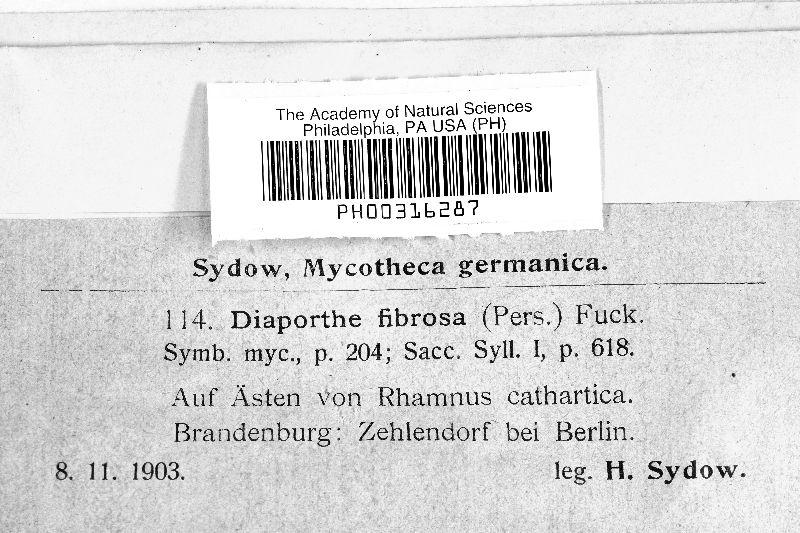 The Academy of Natural Sciences
Philadelphia, PA USA (PH)
PH00316287
Sydow, Mycotheca germanica.
114. Diaporthe fibrosa (Pers.) Fuck.
Symb. myc., p. 204; Sacc. Syll. I, p. 618.
Auf Ästen von Rhamnus cathartica.
Brandenburg: Zehlendorf bei Berlin.
8. 11. 1903. leg. H. Sydow.